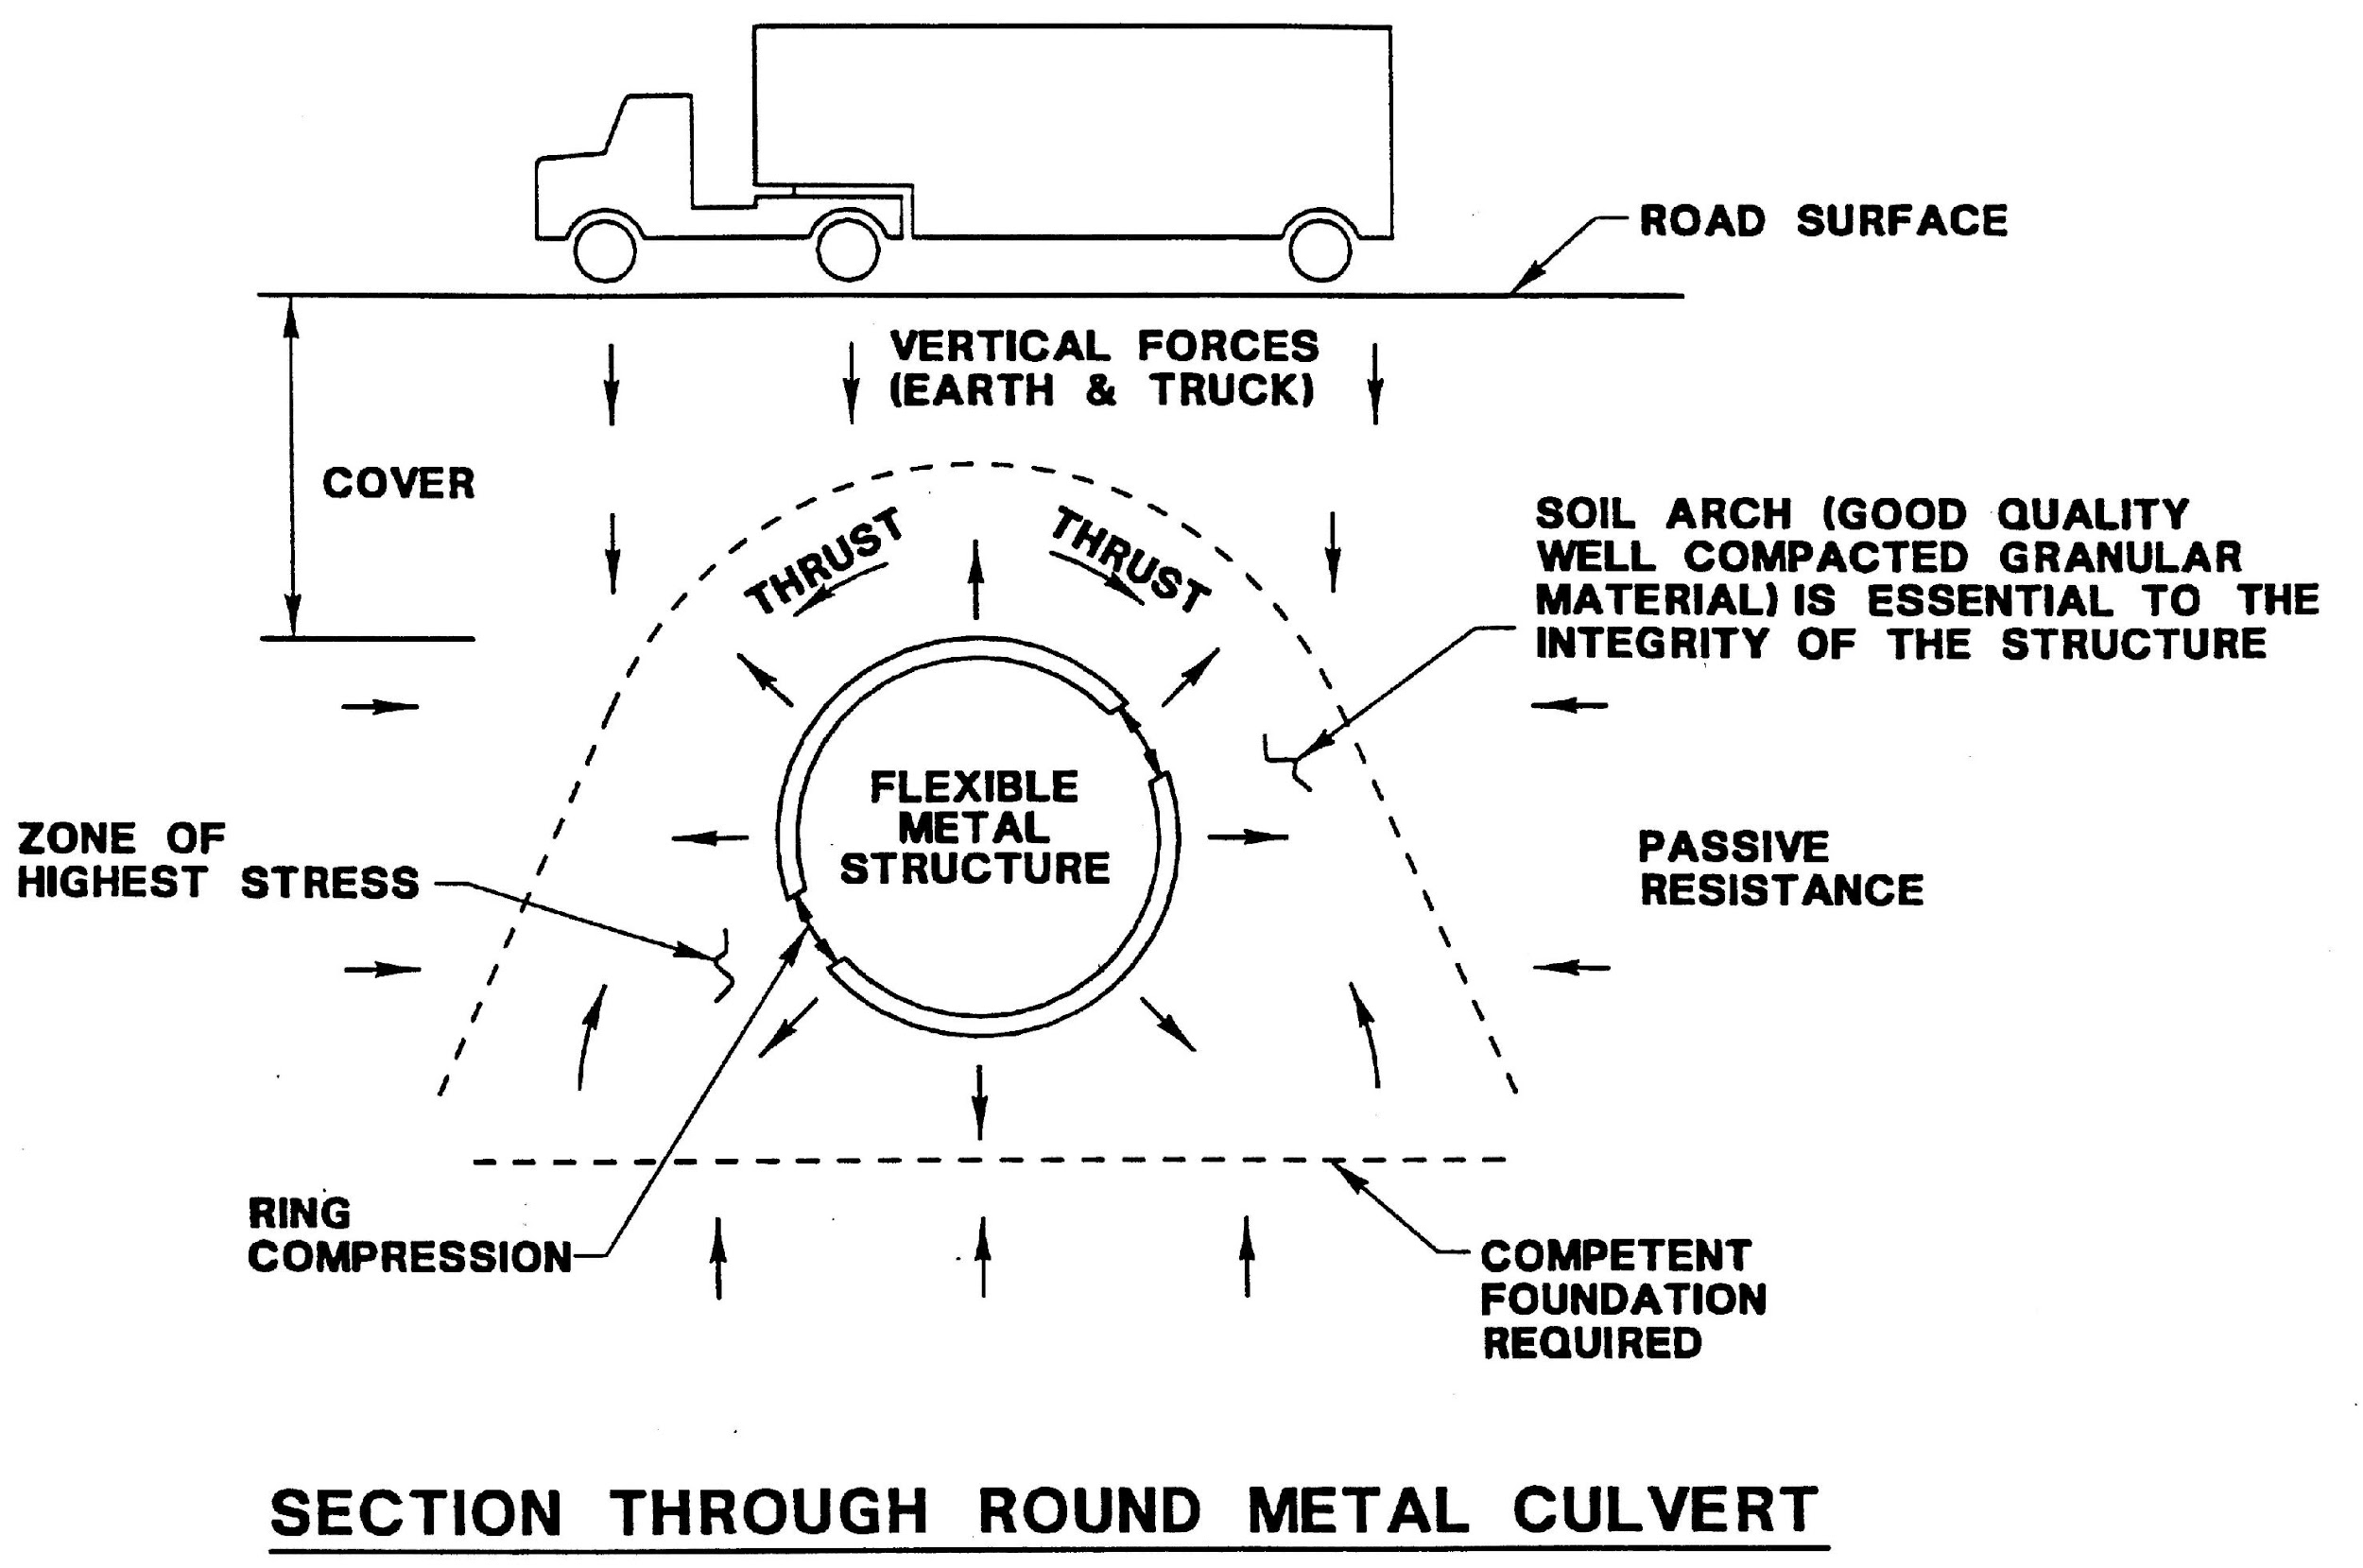 ROAD SURFACE
VERTICAL FORCES
(EARTH & TRUCK)
COVER
THRUST
THRUST
SOIL ARCH (GOOD QUALITY
WELL COMPACTED GRANULAR
MATERIAL) IS ESSENTIAL TO THE
INTEGRITY OF THE STRUCTURE
FLEXIBLE
METAL
STRUCTURE
ZONE OF
HIGHEST STRESS
PASSIVE
RESISTANCE
RING
COMPRESSION
COMPETENT
FOUNDATION
REQUIRED
SECTION THROUGH ROUND METAL CULVERT